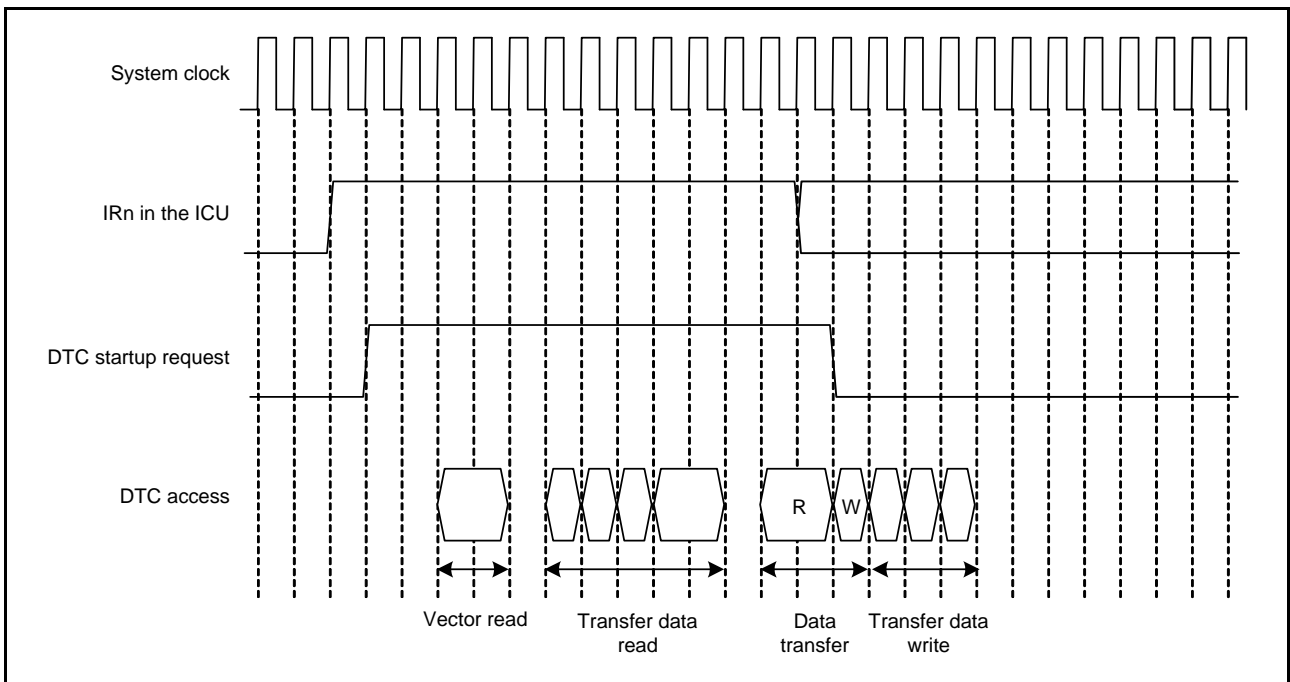 System clock
IRn in the ICU
DTC startup request
DTC access
R
W
Vector read
Transfer data
read
Data
transfer
Transfer data
write